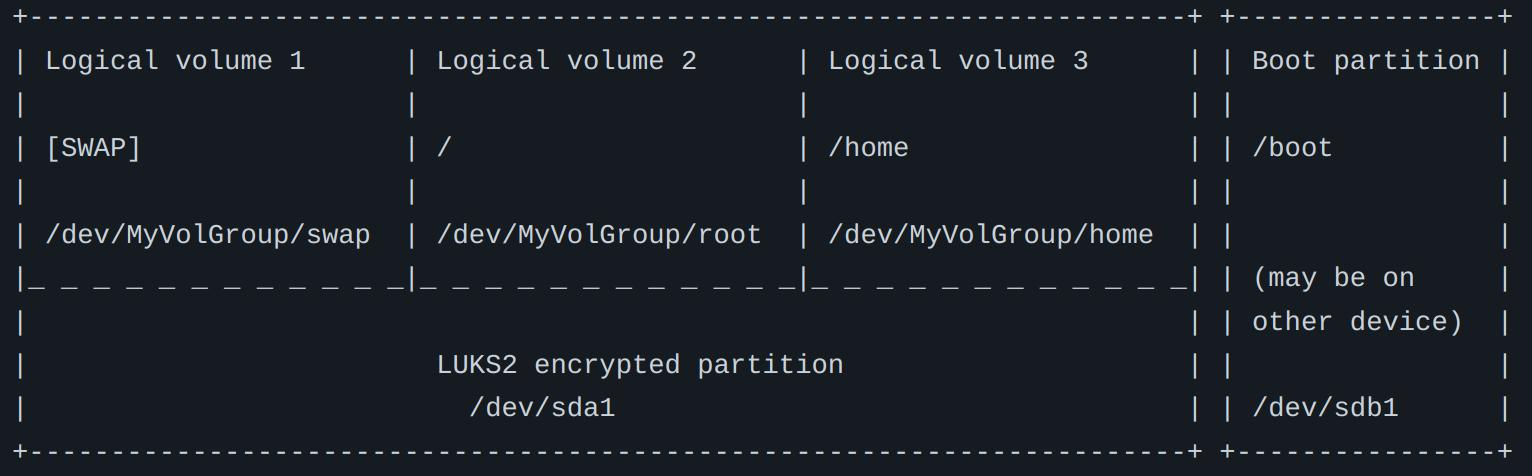 +-----------------------------------------------------------------------+ +----------------+
| Logical volume 1      | Logical volume 2      | Logical volume 3      | | Boot partition |
|                       |                       |                       | |                |
| [SWAP]                | /                     | /home                 | | /boot          |
|                       |                       |                       | |                |
| /dev/MyVolGroup/swap  | /dev/MyVolGroup/root  | /dev/MyVolGroup/home  | |                |
|_ _ _ _ _ _ _ _ _ _ _ _|_ _ _ _ _ _ _ _ _ _ _ _|_ _ _ _ _ _ _ _ _ _ _ _| | (may be on     |
|                                                                       | | other device)  |
|                         LUKS2 encrypted partition                     | |                |
|                           /dev/sda1                                   | | /dev/sdb1      |
+-----------------------------------------------------------------------+ +----------------+